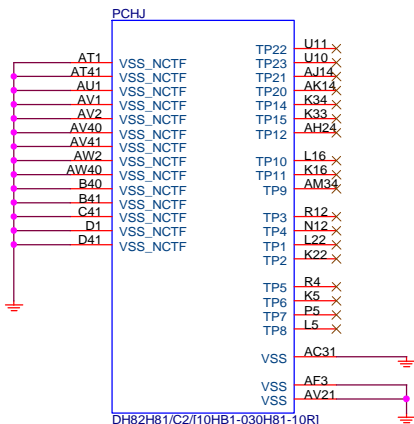 PCHJ
TP22 U11
AT1 VSS_NCTF TP23 U10
AT41 VSS_NCTF TP21 AJ14
AU1 VSS_NCTF TP20 AK14
AV1 VSS_NCTF TP14 K34
AV2 VSS_NCTF TP15 K33
AV40 VSS_NCTF TP12 AH24
AV41 VSS_NCTF
AW2 VSS_NCTF TP10 L16
AW40 VSS_NCTF TP11 K16
B40 VSS_NCTF TP9 AM34
B41 VSS_NCTF
C41 VSS_NCTF TP3 R12
D1 VSS_NCTF TP4 N12
D41 VSS_NCTF TP1 L22
TP2 K22
TP5 R4
TP6 K5
TP7 P5
TP8 L5
VSS AC31
VSS AF3
VSS AV21
DH82H81/C2/[10HB1-030H81-10R]